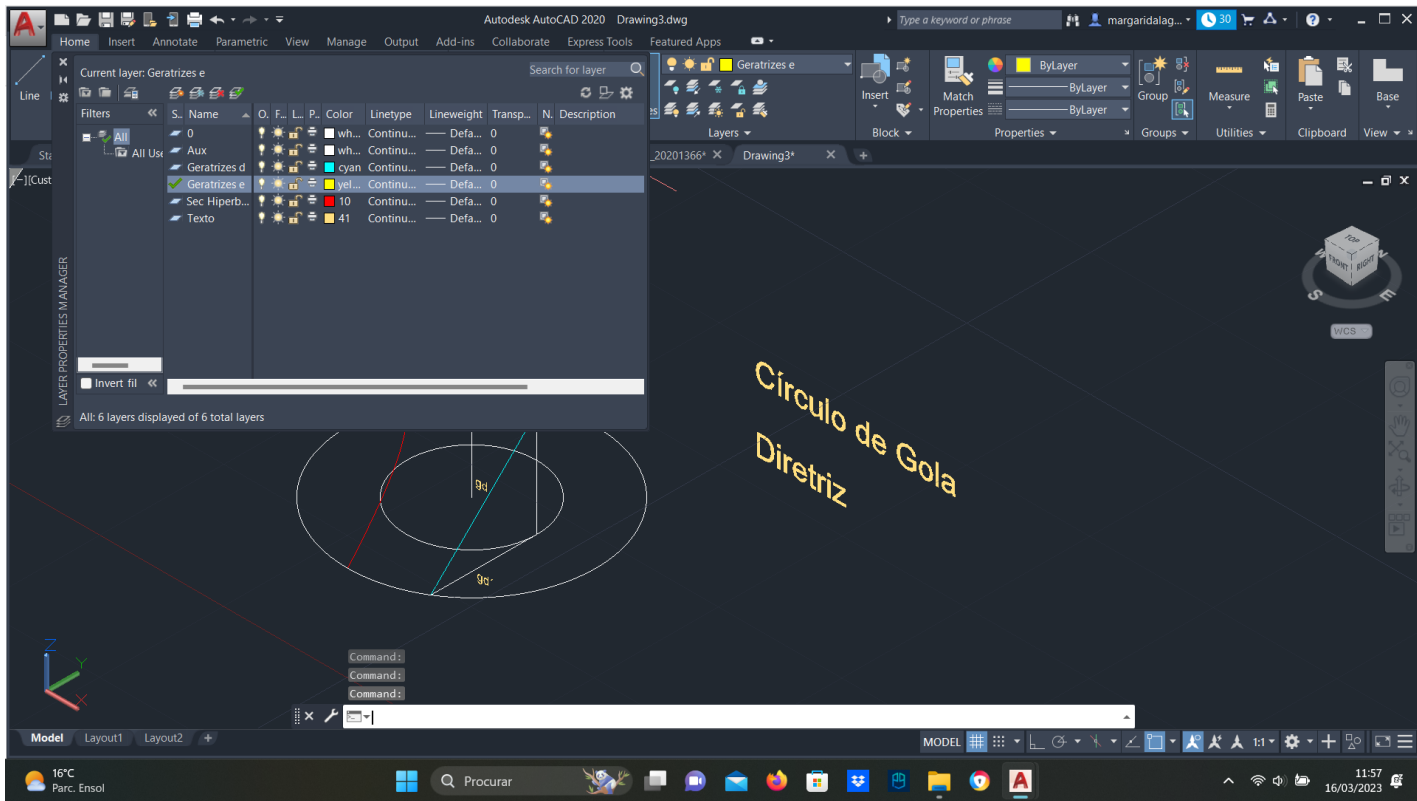 Autodesk AutoCAD 2020 Drawing3.dwg
Type a keyword or phrase
margaridalag...
30
Home Insert Annotate Parametric View Manage Output Add-ins Collaborate Express Tools Featured Apps
Line
Current layer: Geratrizes e
Search for layer
Filters
S.. Name O. F... L... P.. Color Linetype Lineweight Transp... N. Description
All
All Use
0 wh... Continu... Defa... 0
Aux wh... Continu... Defa... 0
Geratrizes d cyan Continu... Defa... 0
Geratrizes e yel... Continu... Defa... 0
Sec Hiperb... 10 Continu... Defa... 0
Texto 41 Continu... Defa... 0
Invert fil
All: 6 layers displayed of 6 total layers
LAYER PROPERTIES MANAGER
Geratrizes e
Layers
Insert
Block
Match
Properties
ByLayer
ByLayer
ByLayer
Properties
Group
Groups
Measure
Utilities
Paste
Clipboard
Base
View
Sta
_20201366*
Drawing3*
[-][Cust
TOP
FRONT
RIGHT
N
S
E
WCS
Círculo de Gola
Diretriz
Z
Y
X
Command:
Command:
Command:
Model Layout1 Layout2 +
MODEL
1:1
16°C
Parc. Ensol
Procurar
11:57
16/03/2023